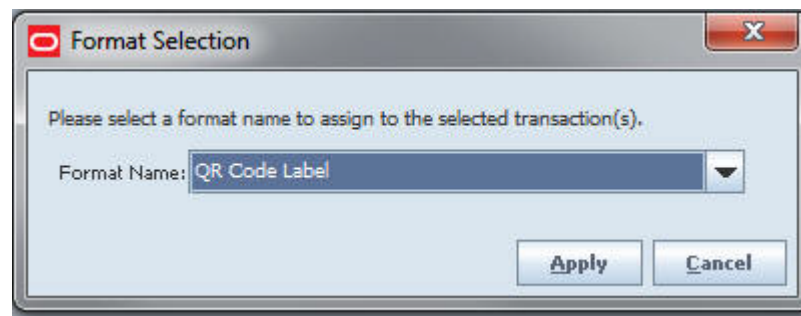 Format Selection
Please select a format name to assign to the selected transaction(s).
Format Name: QR Code Label
Apply Cancel